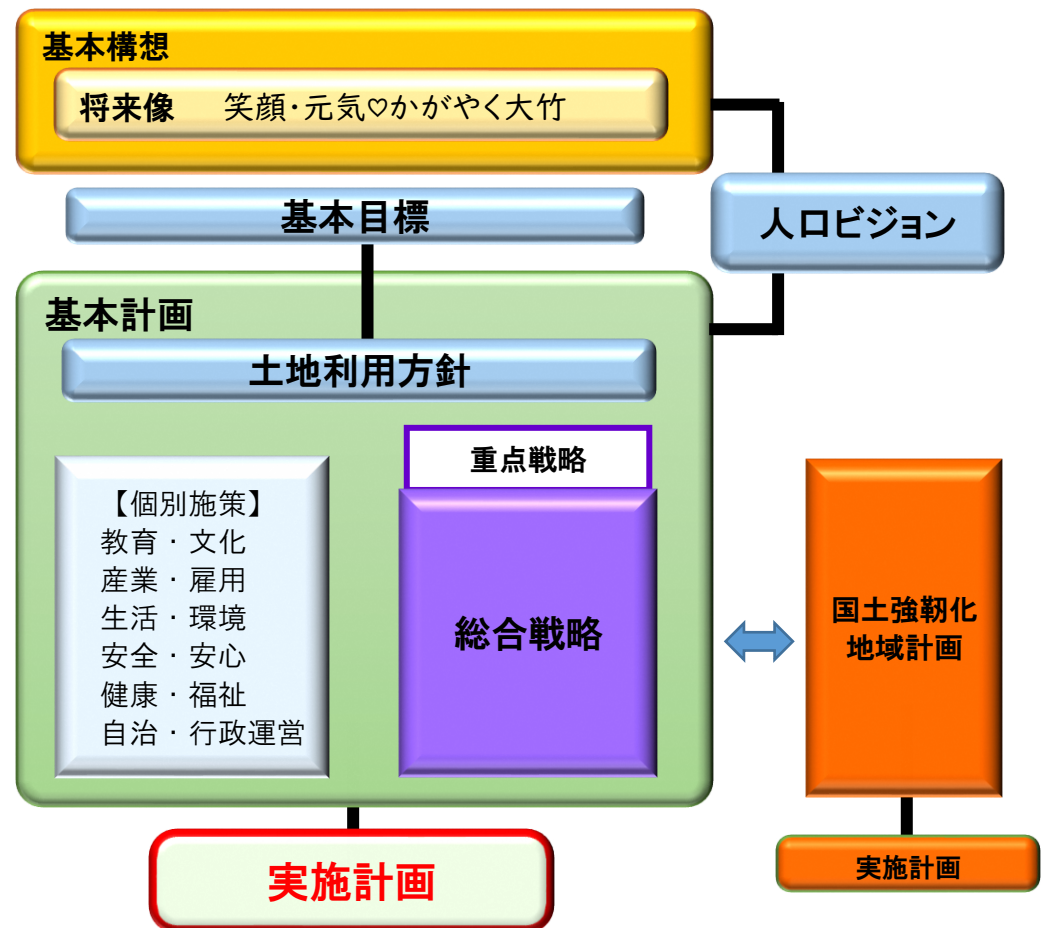 基本構想
将来像 笑顔・元気♡かがやく大竹
基本目標
人口ビジョン
基本計画
土地利用方針
【個別施策】
教育・文化
産業・雇用
生活・環境
安全・安心
健康・福祉
自治・行政運営
重点戦略
総合戦略
国土強靭化
地域計画
実施計画
実施計画